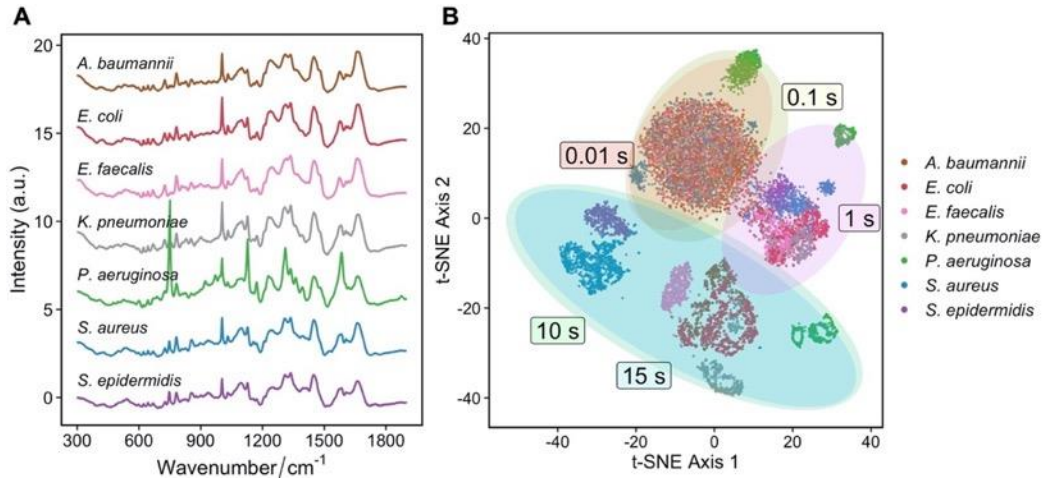 A
Intensity (a.u.)
20
15
10
5
0
A. baumannii
E. coli
E. faecalis
K. pneumoniae
P. aeruginosa
S. aureus
S. epidermidis
300 600 900 1200 1500 1800
Wavenumber/cm⁻¹
B
t-SNE Axis 2
40
20
0
-20
-40
0.1 s
0.01 s
1 s
10 s
15 s
-40 -20 0 20 40
t-SNE Axis 1
A. baumannii
E. coli
E. faecalis
K. pneumoniae
P. aeruginosa
S. aureus
S. epidermidis